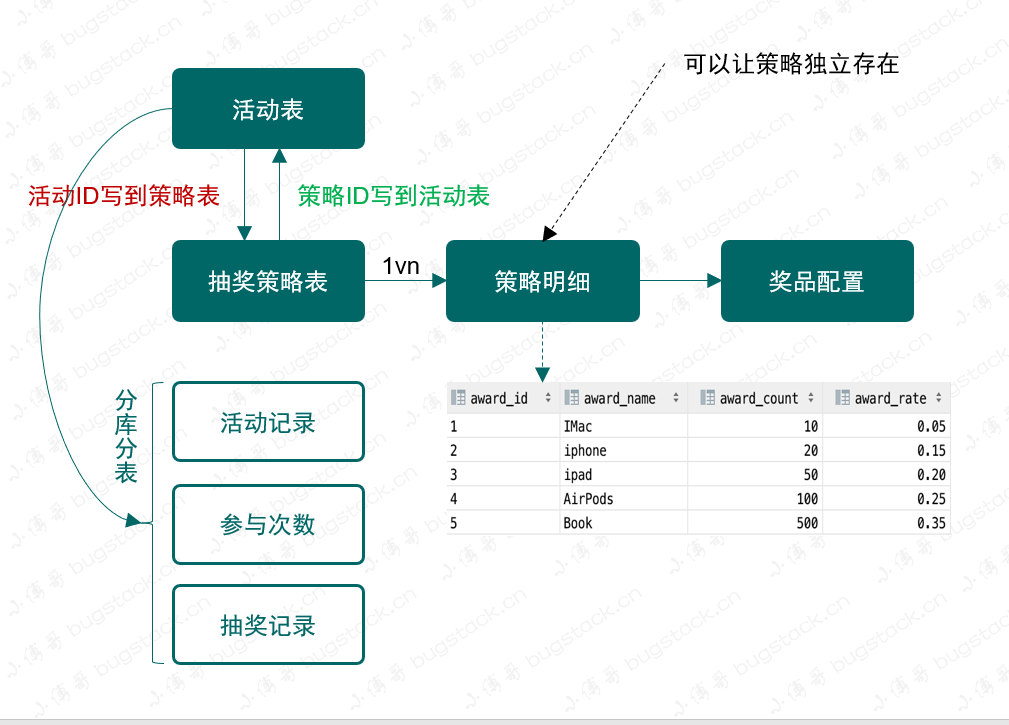 可以让策略独立存在
活动表
活动ID写到策略表
策略ID写到活动表
抽奖策略表
1vn
策略明细
奖品配置
分库分表
活动记录
参与次数
抽奖记录
award_id award_name award_count award_rate
1 IMac 10 0.05
2 iphone 20 0.15
3 ipad 50 0.20
4 AirPods 100 0.25
5 Book 500 0.35
小傅哥 bugstack.cn